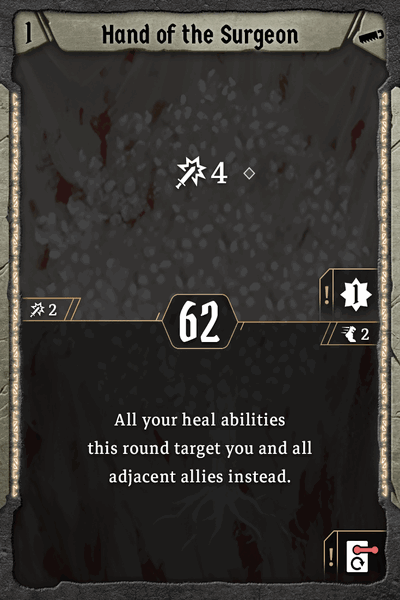 1
Hand of the Surgeon
4
! 1
2
62
2
All your heal abilities
this round target you and all
adjacent allies instead.
!